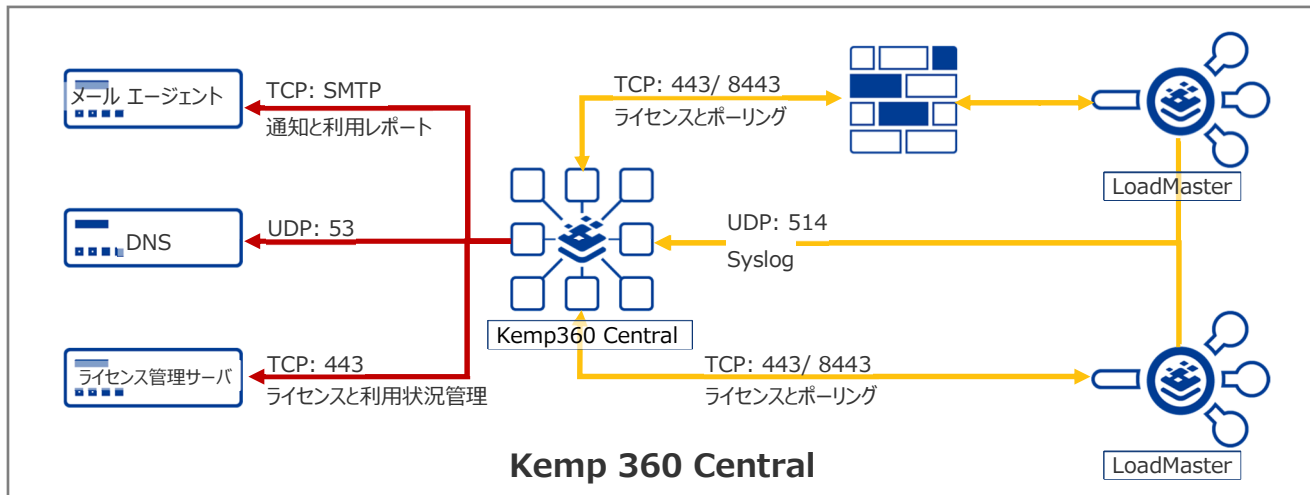 メール エージェント
TCP: SMTP
通知と利用レポート
TCP: 443/ 8443
ライセンスとポーリング
LoadMaster
DNS
UDP: 53
UDP: 514
Syslog
Kemp360 Central
ライセンス管理サーバ
TCP: 443
ライセンスと利用状況管理
TCP: 443/ 8443
ライセンスとポーリング
LoadMaster
Kemp 360 Central